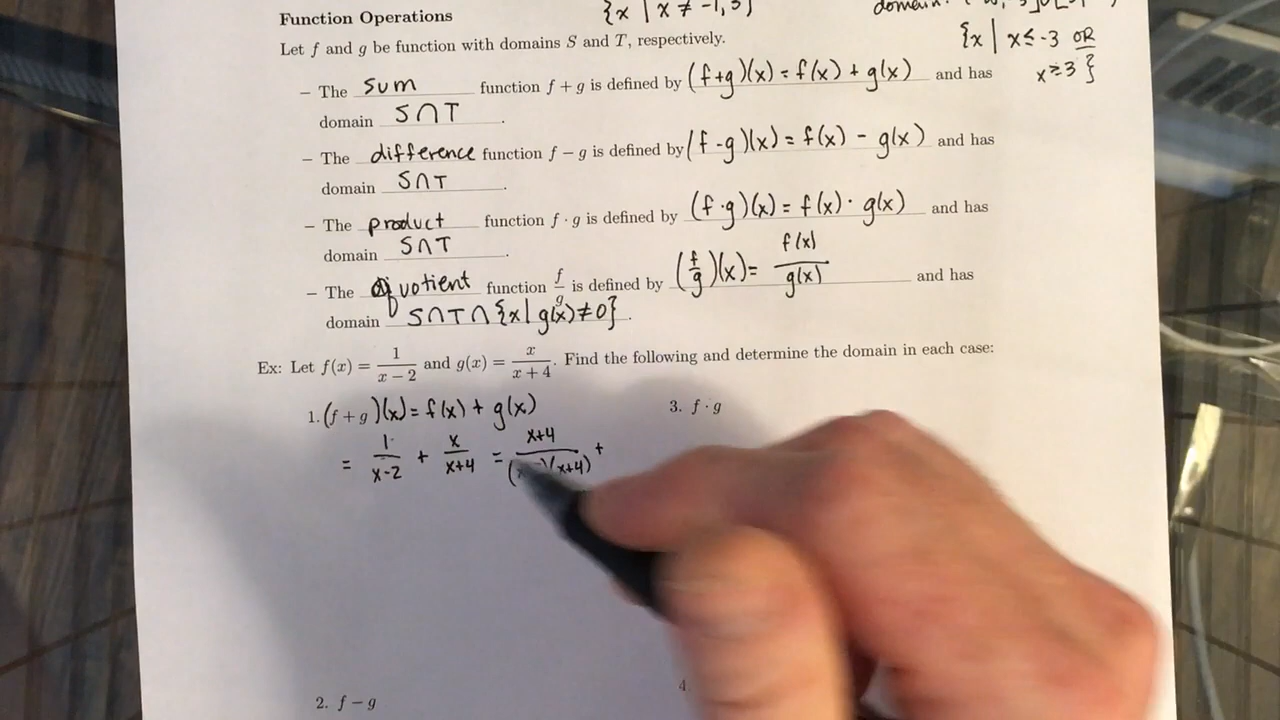 Function Operations
{x | x ≠ -1, 3}
domain:
Let f and g be function with domains S and T, respectively.
{x | x ≤ -3 OR
x ≥ 3}
– The sum function f + g is defined by (f+g)(x) = f(x) + g(x) and has
domain S∩T .
– The difference function f − g is defined by (f-g)(x) = f(x) - g(x) and has
domain S∩T .
– The product function f · g is defined by (f·g)(x) = f(x) · g(x) and has
domain S∩T .
– The quotient function f/g is defined by (f/g)(x) = f(x)/g(x) and has
domain S∩T∩{x | g(x) ≠ 0} .
Ex: Let f(x) = 1/(x − 2) and g(x) = x/(x + 4). Find the following and determine the domain in each case:
1. (f + g)(x) = f(x) + g(x)
= 1/(x-2) + x/(x+4) = x+4/( )(x+4) +
3. f · g
2. f − g
4